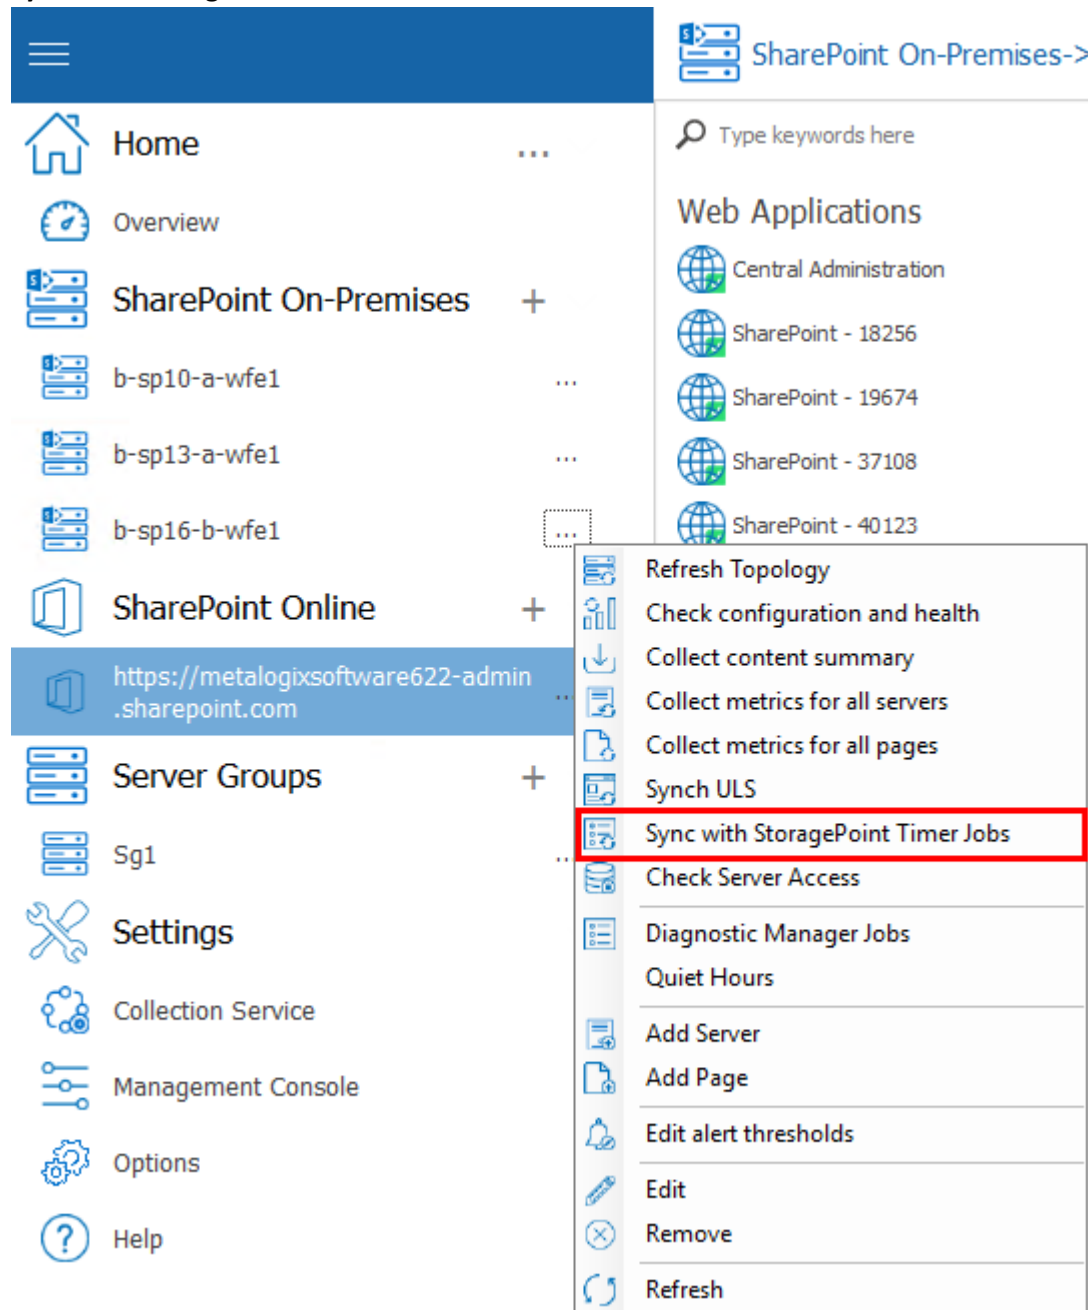 SharePoint On-Premises->
Home
...
Overview
SharePoint On-Premises
+
b-sp10-a-wfe1
...
b-sp13-a-wfe1
...
b-sp16-b-wfe1
...
SharePoint Online
+
https://metalogixsoftware622-admin
.sharepoint.com
Server Groups
+
Sg1
Settings
Collection Service
Management Console
Options
? Help
Type keywords here
Web Applications
Central Administration
SharePoint - 18256
SharePoint - 19674
SharePoint - 37108
SharePoint - 40123
Refresh Topology
Check configuration and health
Collect content summary
Collect metrics for all servers
Collect metrics for all pages
Synch ULS
Sync with StoragePoint Timer Jobs
Check Server Access
Diagnostic Manager Jobs
Quiet Hours
Add Server
Add Page
Edit alert thresholds
Edit
Remove
Refresh